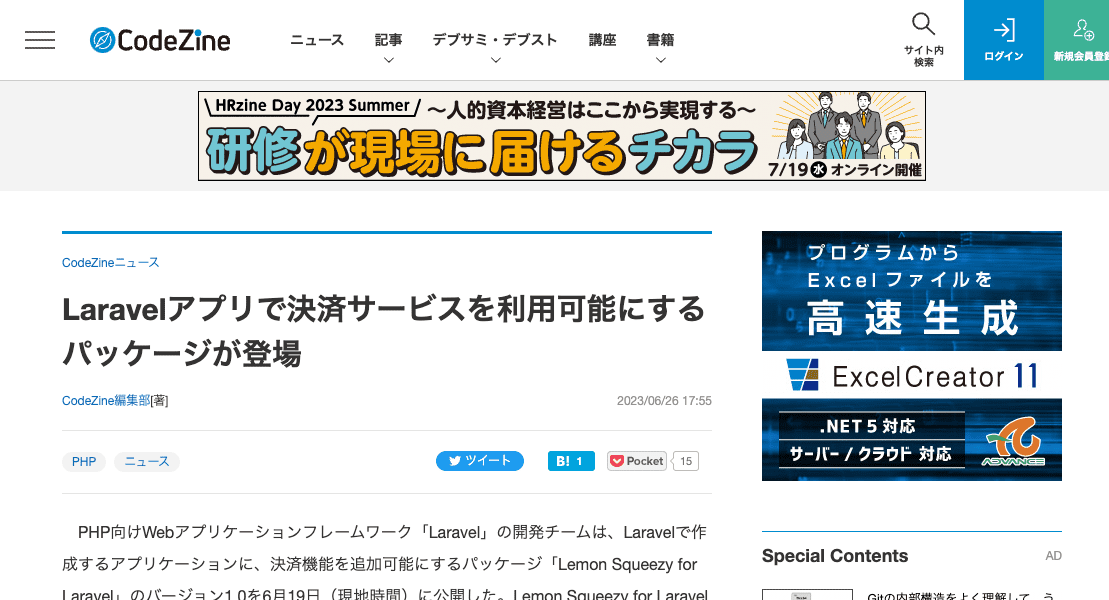 CodeZine
ニュース
記事
デブサミ・デブスト
講座
書籍
サイト内
検索
ログイン
新規会員登録
HRzine Day 2023 Summer
〜人的資本経営はここから実現する〜
研修が現場に届けるチカラ
7/19水 オンライン開催
CodeZineニュース
Laravelアプリで決済サービスを利用可能にする
パッケージが登場
CodeZine編集部[著]
2023/06/26 17:55
PHP
ニュース
ツイート
B! 1
Pocket
15
PHP向けWebアプリケーションフレームワーク「Laravel」の開発チームは、Laravelで作
成するアプリケーションに、決済機能を追加可能にするパッケージ「Lemon Squeezy for
Laravel」のバージョン1.0を6月19日（現地時間）に公開した。Lemon Squeezy for Laravel
プログラムから
Excelファイルを
高速生成
ExcelCreator 11
.NET 5 対応
サーバー / クラウド 対応
ADVANCE
Special Contents
AD
Gitの内部構造をよく理解して、う